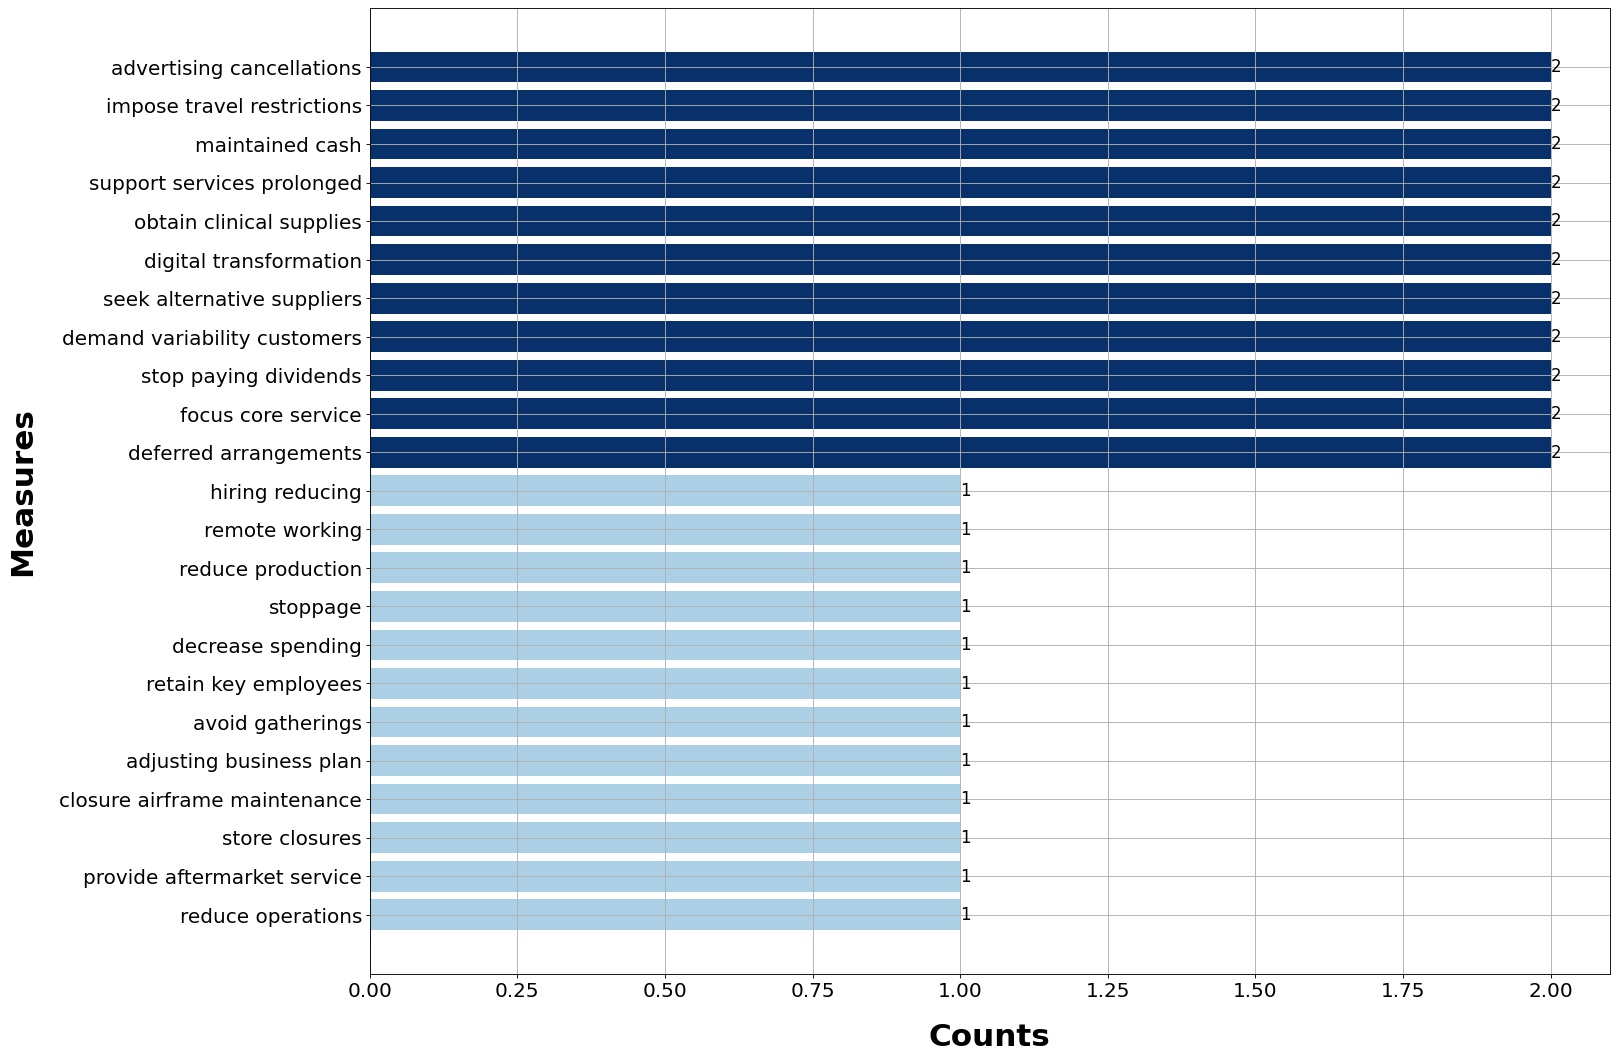 advertising cancellations 2
impose travel restrictions 2
maintained cash 2
support services prolonged 2
obtain clinical supplies 2
digital transformation 2
seek alternative suppliers 2
demand variability customers 2
stop paying dividends 2
focus core service 2
deferred arrangements 2
hiring reducing 1
remote working 1
reduce production 1
stoppage 1
decrease spending 1
retain key employees 1
avoid gatherings 1
adjusting business plan 1
closure airframe maintenance 1
store closures 1
provide aftermarket service 1
reduce operations 1
Measures
0.00 0.25 0.50 0.75 1.00 1.25 1.50 1.75 2.00
Counts